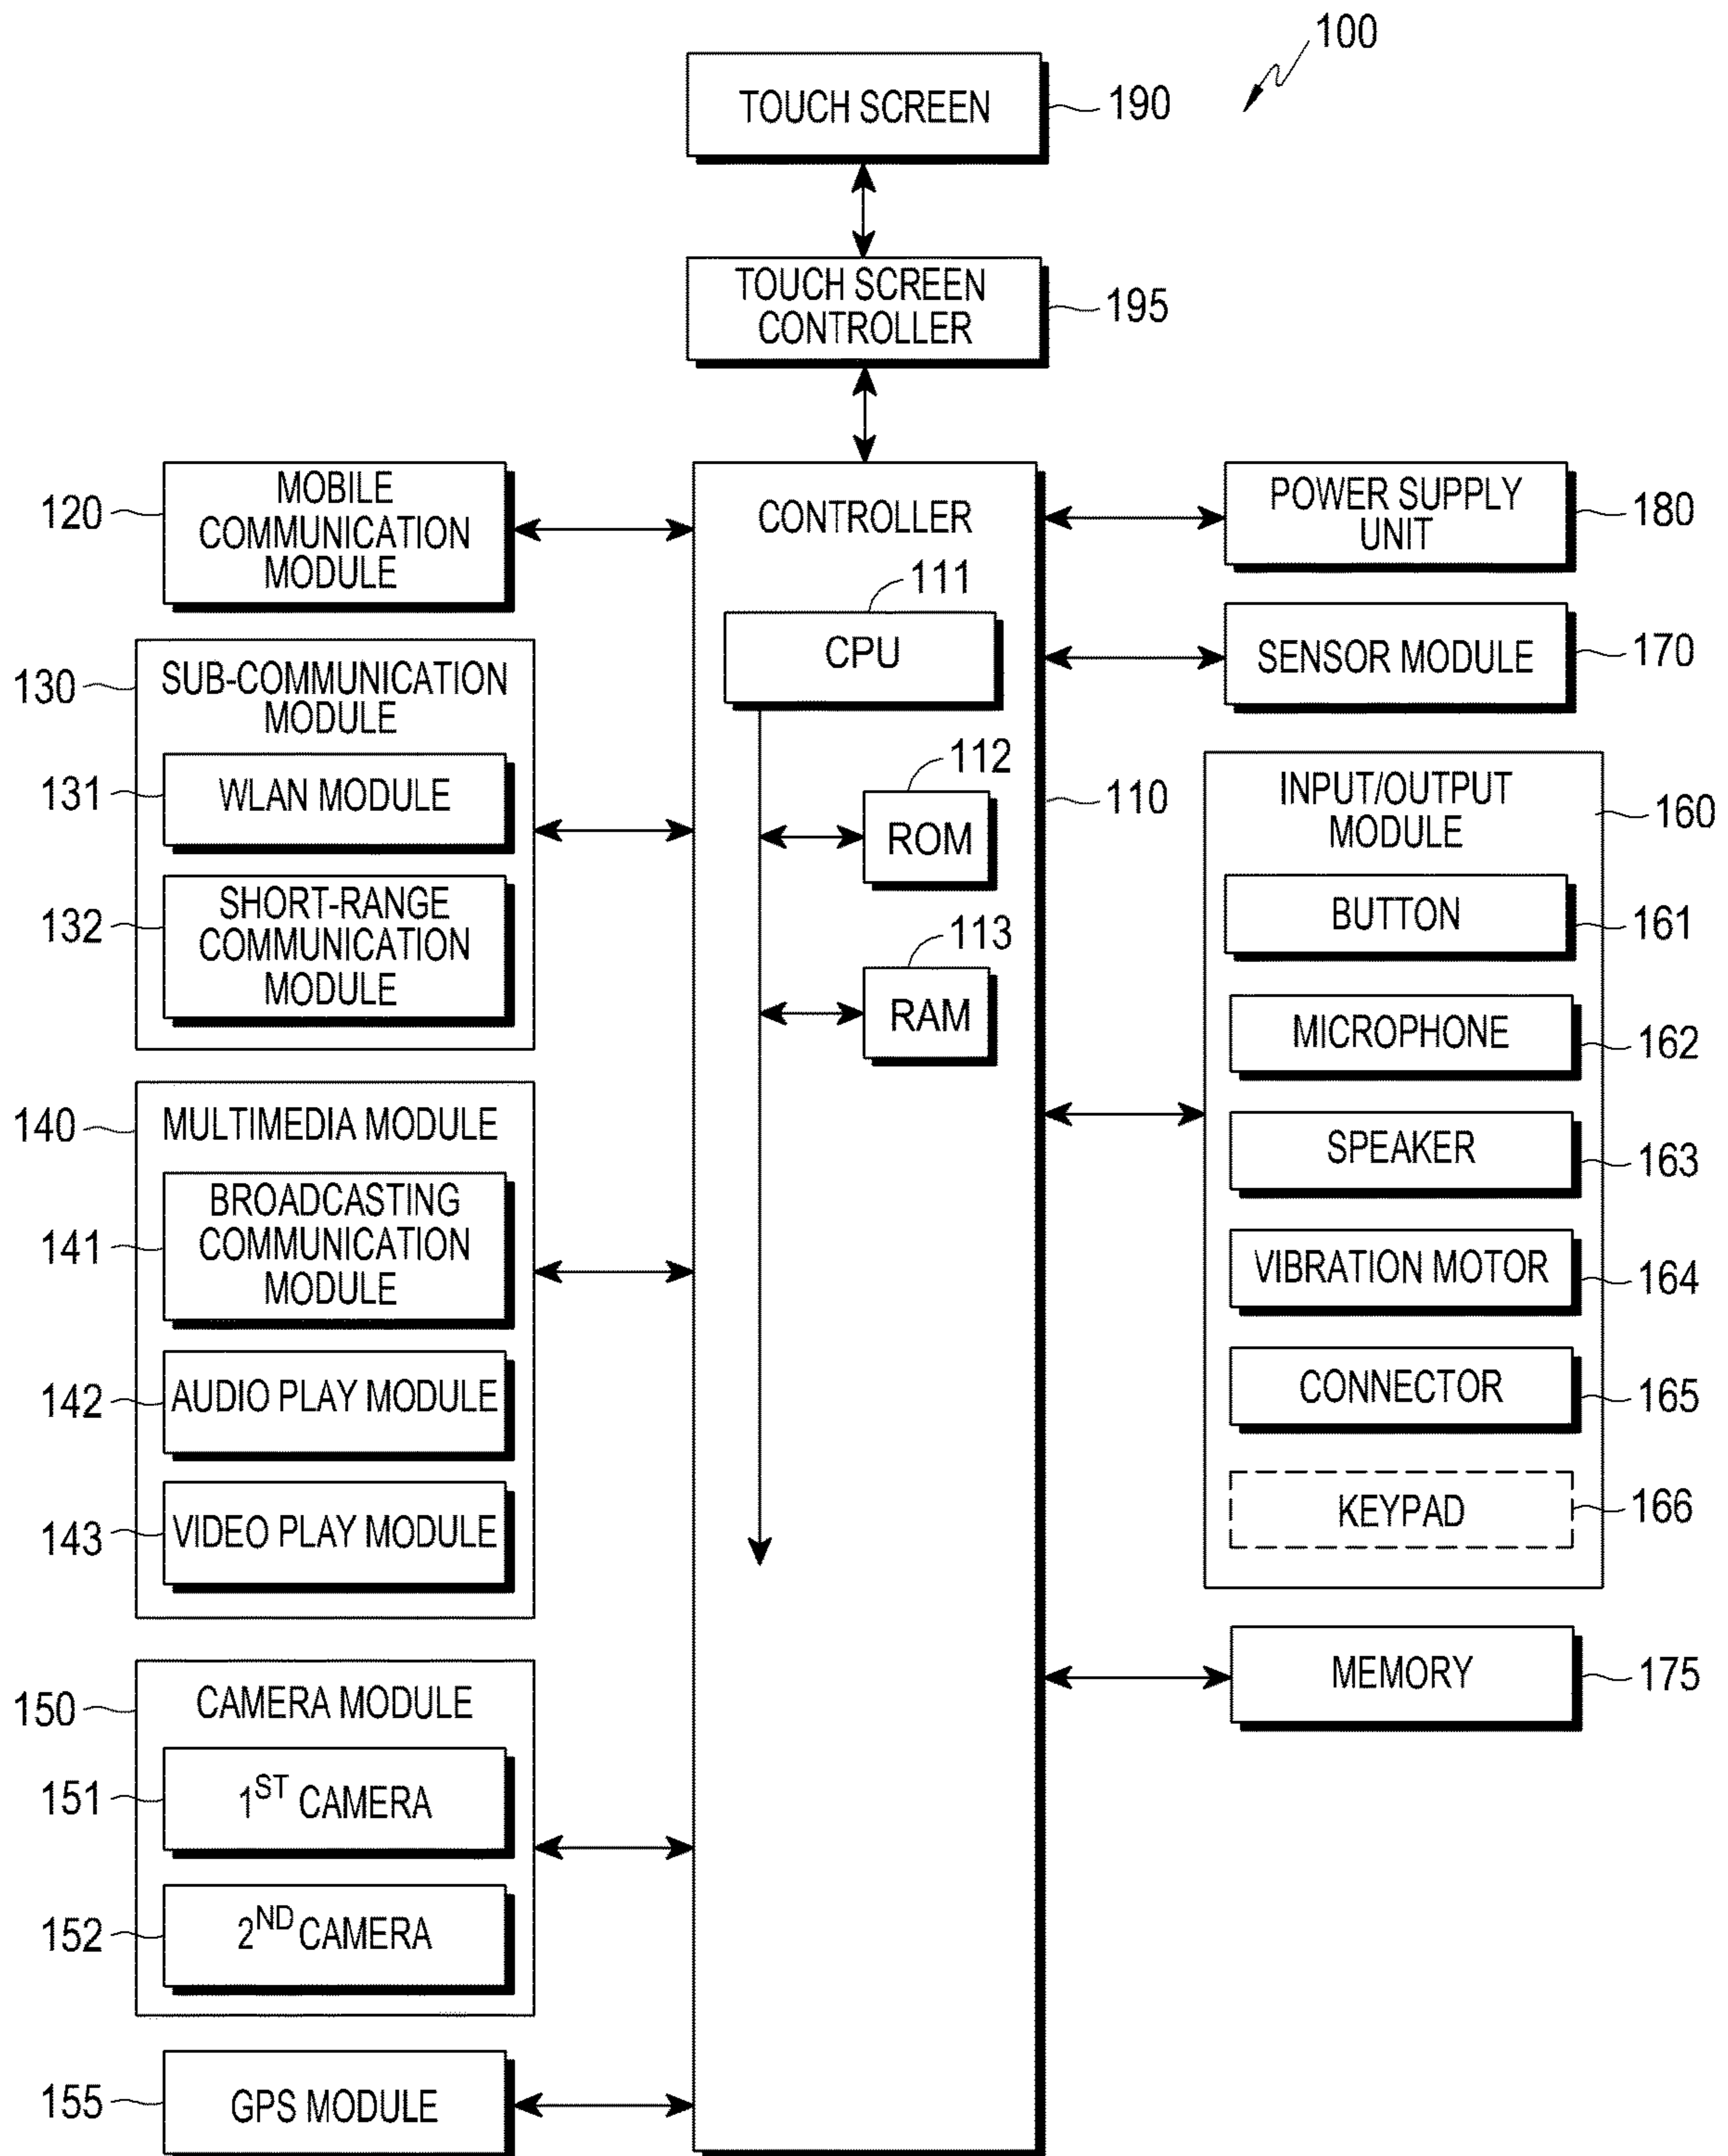 100
TOUCH SCREEN
190
TOUCH SCREEN
CONTROLLER
195
120
MOBILE
COMMUNICATION
MODULE
130
SUB-COMMUNICATION
MODULE
131
WLAN MODULE
132
SHORT-RANGE
COMMUNICATION
MODULE
140
MULTIMEDIA MODULE
141
BROADCASTING
COMMUNICATION
MODULE
142
AUDIO PLAY MODULE
143
VIDEO PLAY MODULE
150
CAMERA MODULE
151
1ST CAMERA
152
2ND CAMERA
155
GPS MODULE
CONTROLLER
111
CPU
112
ROM
113
RAM
110
POWER SUPPLY
UNIT
180
SENSOR MODULE
170
INPUT/OUTPUT
MODULE
160
BUTTON
161
MICROPHONE
162
SPEAKER
163
VIBRATION MOTOR
164
CONNECTOR
165
KEYPAD
166
MEMORY
175